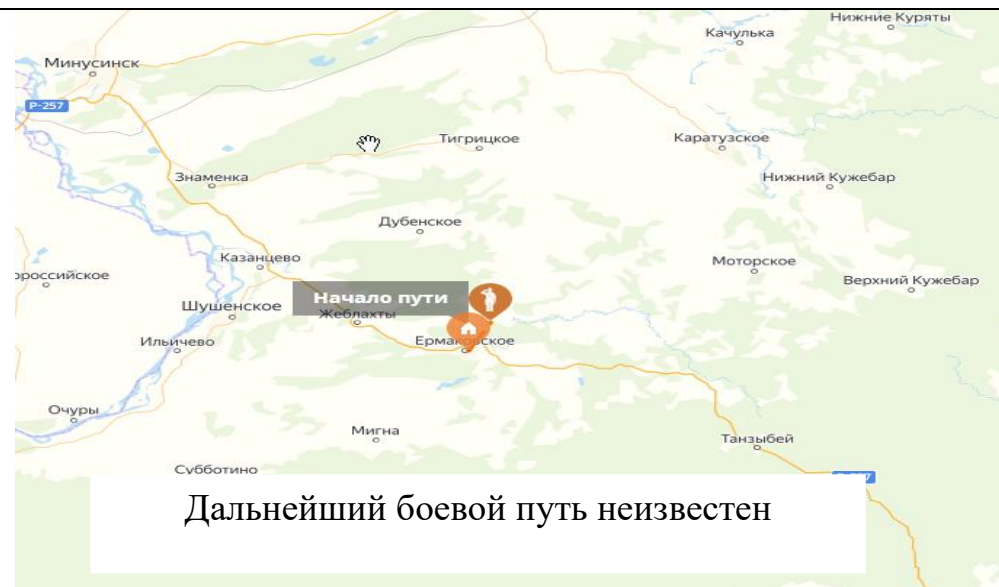 Нижние Куряты
Качулька
Минусинск
Р-257
Тигрицкое
Каратузское
Знаменка
Нижний Кужебар
Дубенское
Казанцево
Моторское
ороссийское
Верхний Кужебар
Начало пути
Шушенское
Жеблахты
Ильичево
Ермаковское
Очуры
Мигна
Танзыбей
Субботино
Дальнейший боевой путь неизвестен